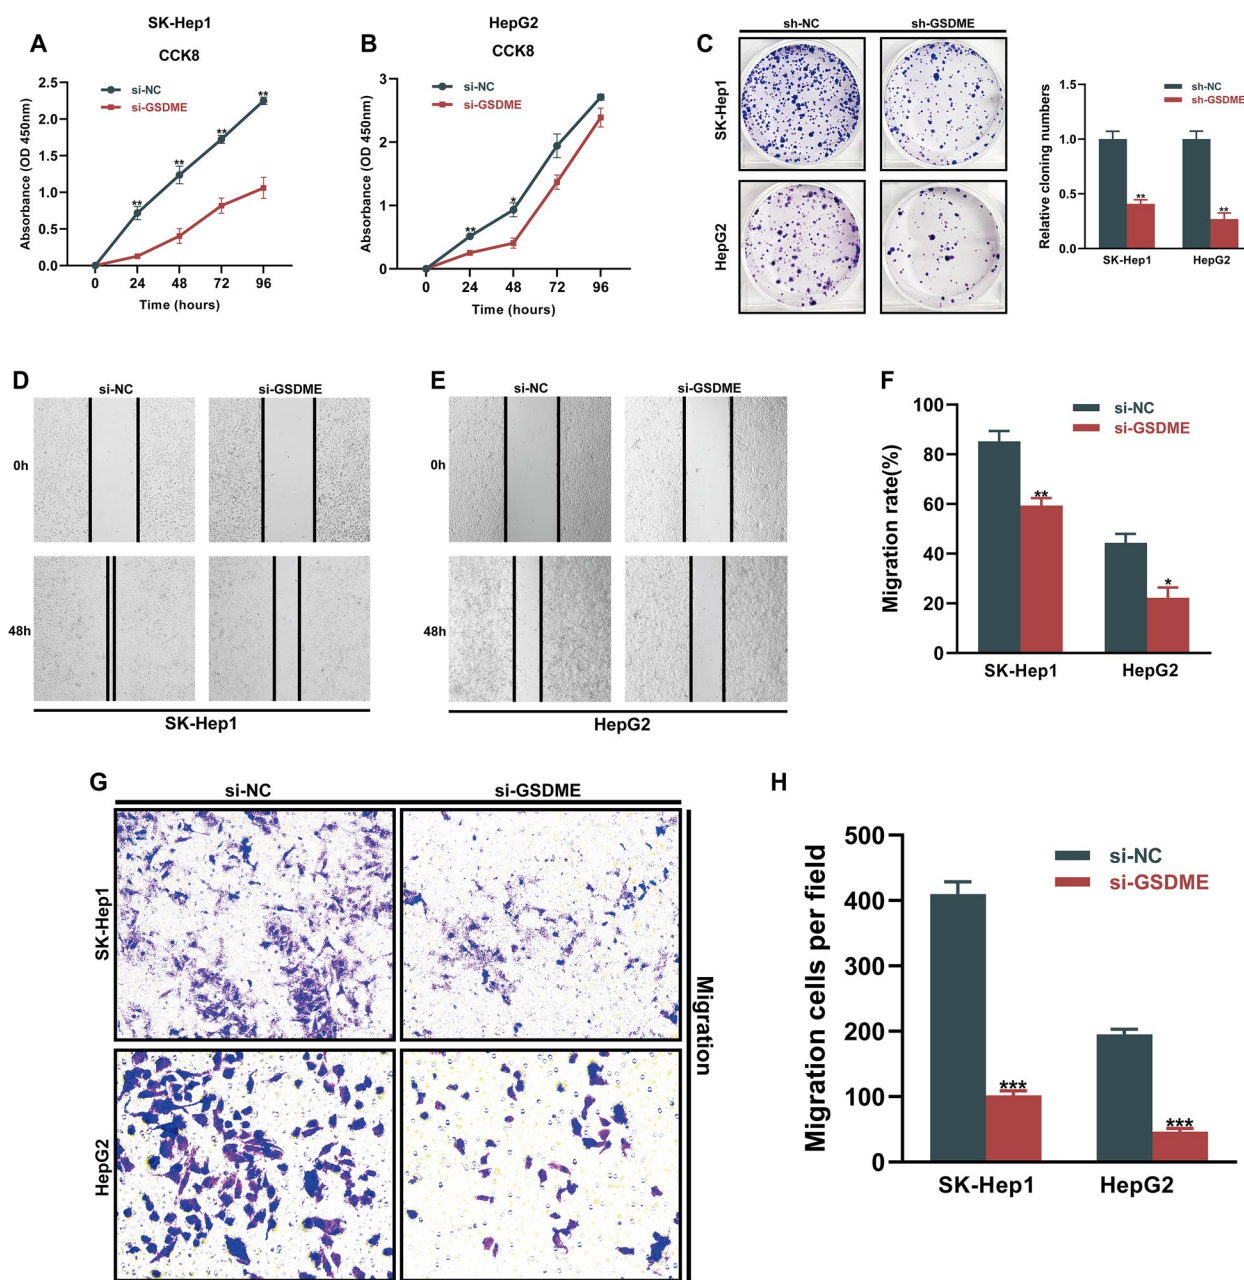 SK-Hep1
A
CCK8
Absorbance (OD 450nm)
2.5
2.0
1.5
1.0
0.5
0.0
si-NC
si-GSDME
**
**
**
**
0 24 48 72 96
Time (hours)
HepG2
B
CCK8
Absorbance (OD 450nm)
3
2
1
0
si-NC
si-GSDME
**
*
0 24 48 72 96
Time (hours)
C
sh-NC sh-GSDME
SK-Hep1
HepG2
Relative cloning numbers
1.5
1.0
0.5
0.0
sh-NC
sh-GSDME
**
**
SK-Hep1 HepG2
D
si-NC si-GSDME
0h
48h
SK-Hep1
E
si-NC si-GSDME
0h
48h
HepG2
F
Migration rate(%)
100
80
60
40
20
0
si-NC
si-GSDME
**
*
SK-Hep1 HepG2
G
si-NC si-GSDME
SK-Hep1
HepG2
Migration
H
Migration cells per field
500
400
300
200
100
0
si-NC
si-GSDME
***
***
SK-Hep1 HepG2